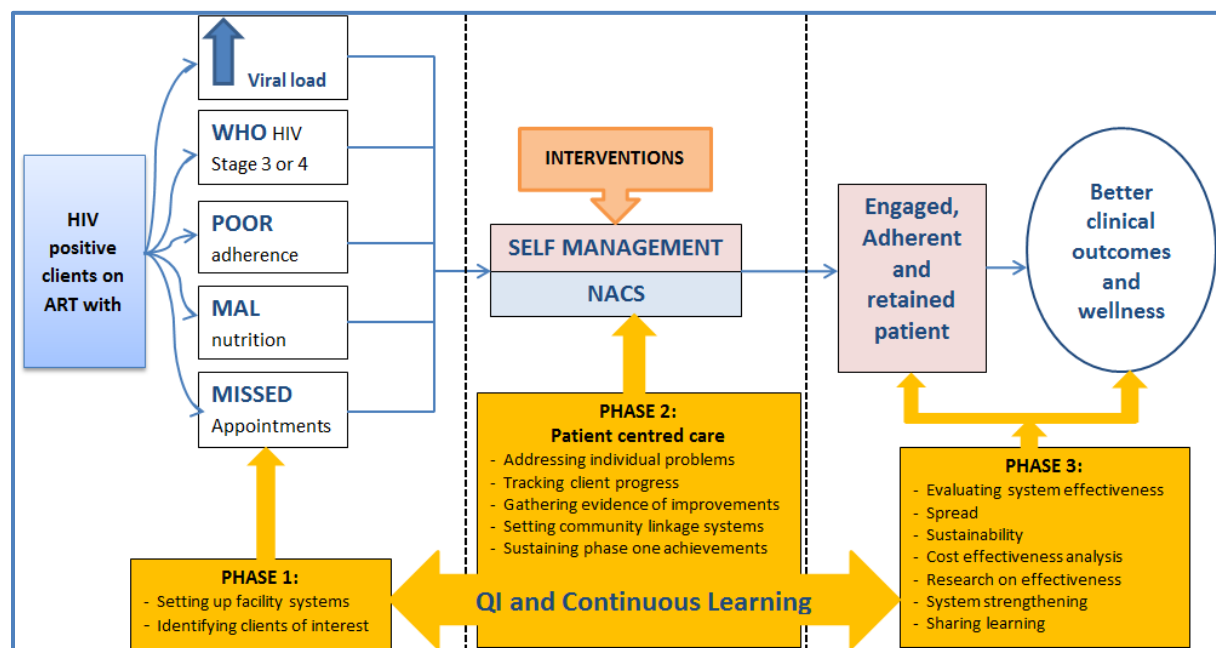 HIV
positive
clients on
ART with
Viral load
WHO HIV
Stage 3 or 4
POOR
adherence
MAL
nutrition
MISSED
Appointments
INTERVENTIONS
SELF MANAGEMENT
NACS
Engaged,
Adherent
and
retained
patient
Better
clinical
outcomes
and
wellness
PHASE 1:
- Setting up facility systems
- Identifying clients of interest
PHASE 2:
Patient centred care
- Addressing individual problems
- Tracking client progress
- Gathering evidence of improvements
- Setting community linkage systems
- Sustaining phase one achievements
QI and Continuous Learning
PHASE 3:
- Evaluating system effectiveness
- Spread
- Sustainability
- Cost effectiveness analysis
- Research on effectiveness
- System strengthening
- Sharing learning